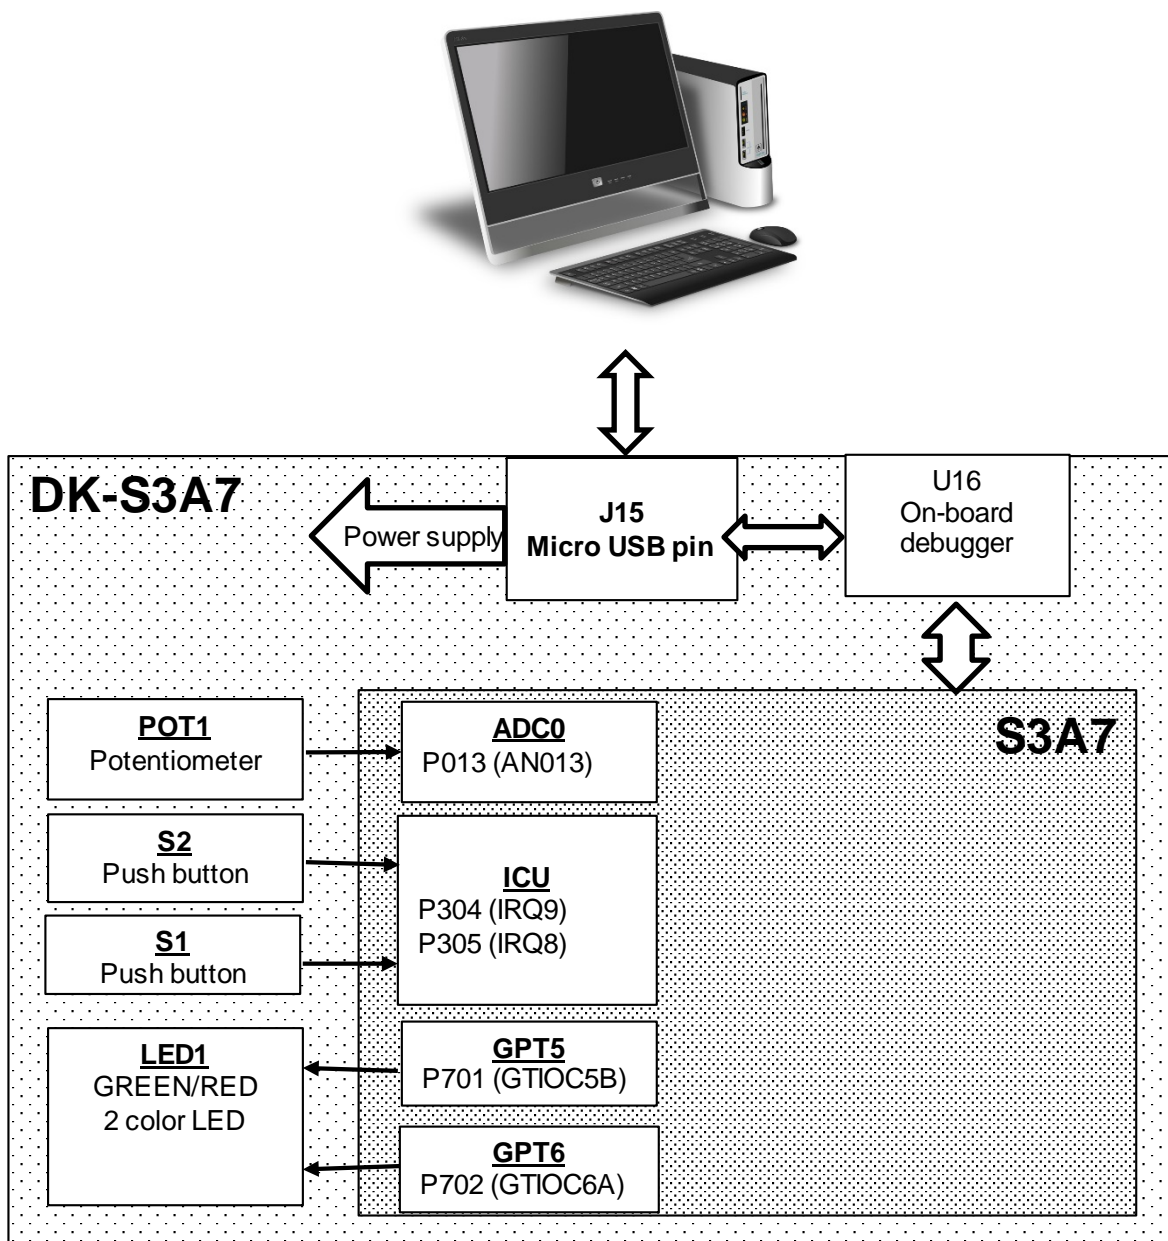 DK-S3A7
Power supply
J15
Micro USB pin
U16
On-board
debugger
S3A7
POT1
Potentiometer
ADC0
P013 (AN013)
S2
Push button
ICU
P304 (IRQ9)
P305 (IRQ8)
S1
Push button
LED1
GREEN/RED
2 color LED
GPT5
P701 (GTIOC5B)
GPT6
P702 (GTIOC6A)